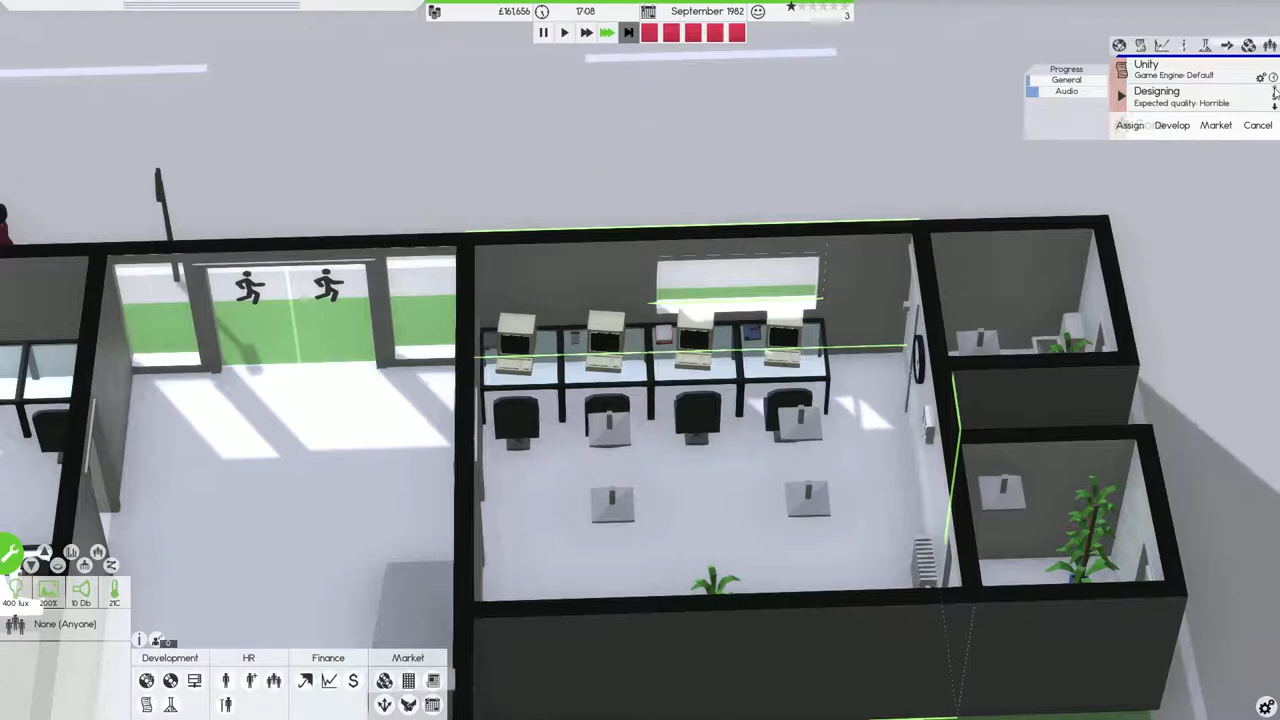 £161,656
17:08
September 1982
3
Progress
General
Audio
Unity
Game Engine: Default
Designing
Expected quality: Horrible
Assign
Develop
Market
Cancel
400 lux
200%
10 Db
21C
None (Anyone)
Development
HR
Finance
Market